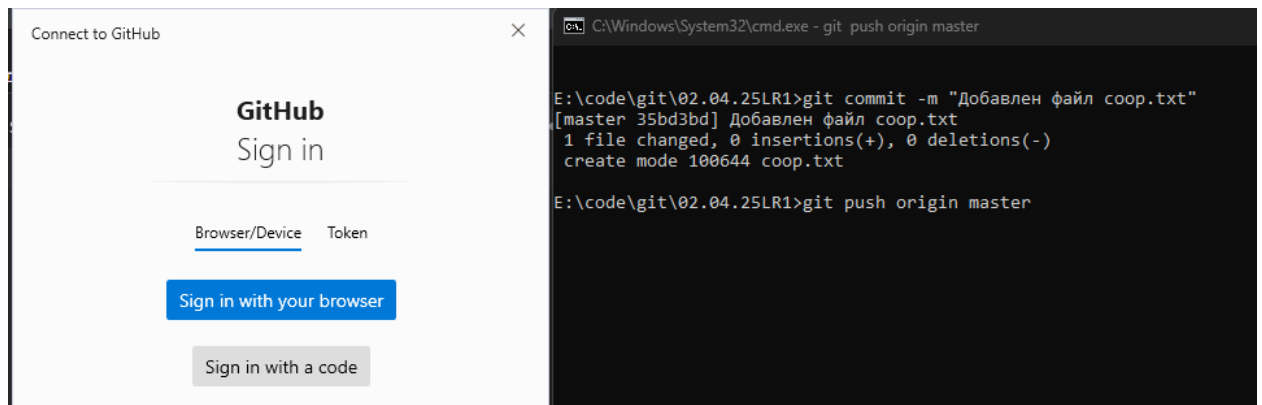 Connect to GitHub
GitHub
Sign in
Browser/Device Token
Sign in with your browser
Sign in with a code
C:\Windows\System32\cmd.exe - git push origin master
E:\code\git\02.04.25LR1>git commit -m "Добавлен файл coop.txt"
[master 35bd3bd] Добавлен файл coop.txt
1 file changed, 0 insertions(+), 0 deletions(-)
create mode 100644 coop.txt
E:\code\git\02.04.25LR1>git push origin master